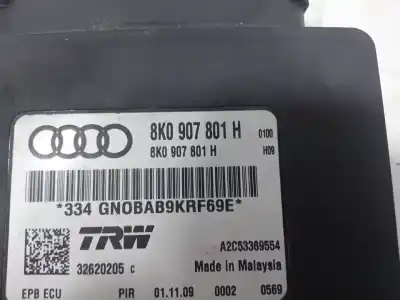 8K0 907 801 H 0100
8K0 907 801 H H09
*334 GNOBAB9KRF69E*
TRW A2C53369554
32620205 C Made in Malaysia
EPB ECU PIR 01.11.09 0002 0569